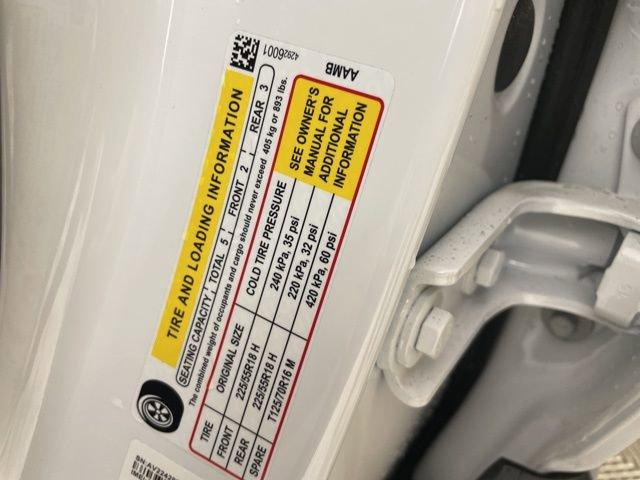 42926001
AAMB
TIRE AND LOADING INFORMATION
SEATING CAPACITY TOTAL 5 FRONT 2 REAR 3
The combined weight of occupants and cargo should never exceed 405 kg or 893 lbs.
TIRE ORIGINAL SIZE COLD TIRE PRESSURE
FRONT 225/55R18 H 240 kPa, 35 psi
REAR 225/55R18 H 220 kPa, 32 psi
SPARE T125/70R16 M 420 kPa, 60 psi
SEE OWNER'S
MANUAL FOR
ADDITIONAL
INFORMATION